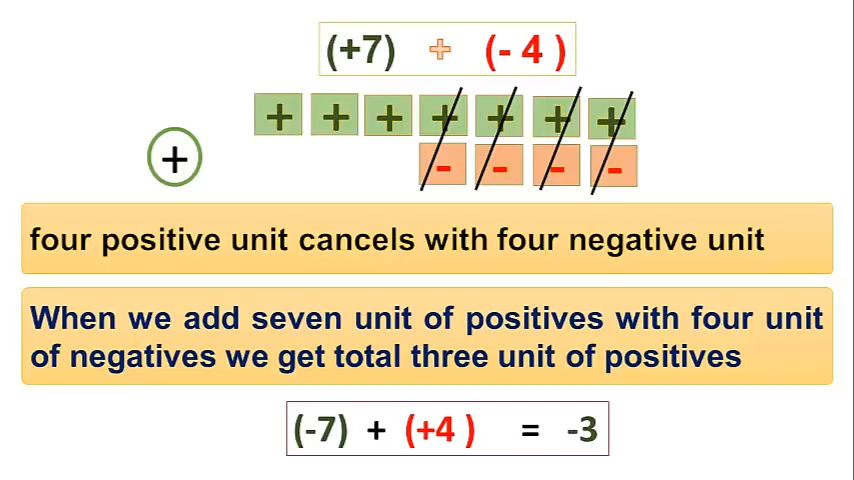 (+7) + (- 4 )
+ + + + + + +
+
- - - -
four positive unit cancels with four negative unit
When we add seven unit of positives with four unit
of negatives we get total three unit of positives
(-7) + (+4 ) = -3